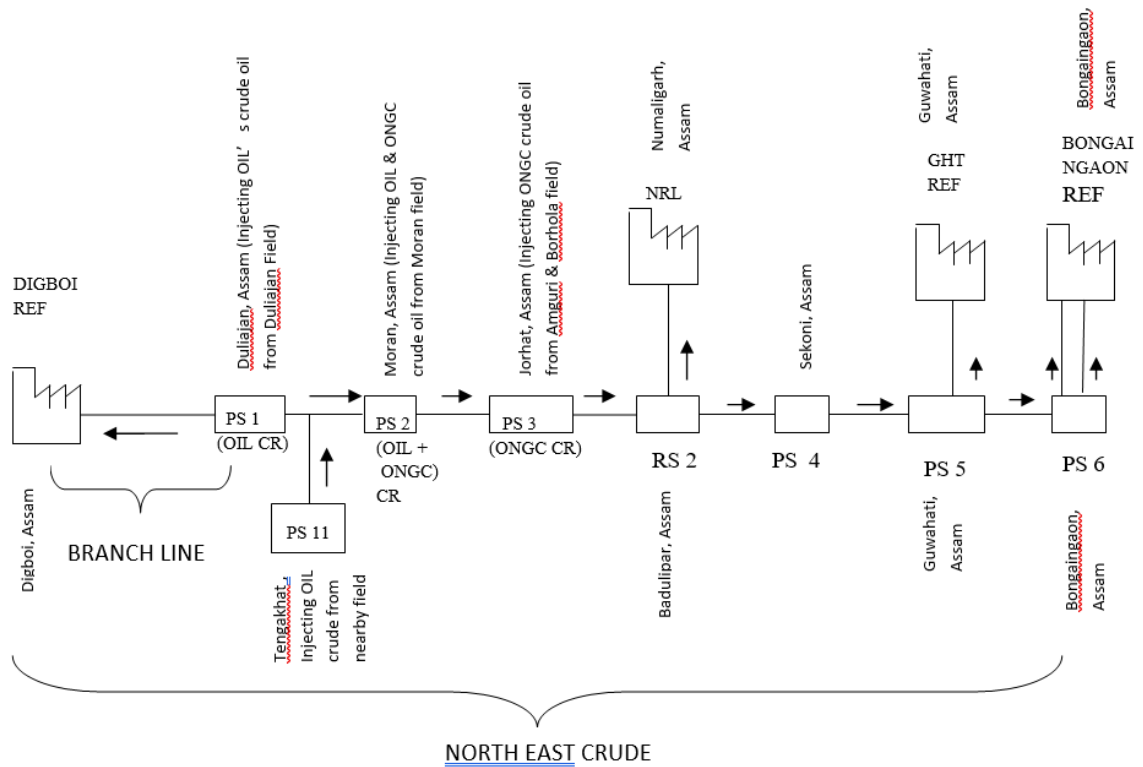 Duliajan, Assam (Injecting OIL' s crude oil
from Duliajan Field)
Moran, Assam (Injecting OIL & ONGC
crude oil from Moran field)
Jorhat, Assam (Injecting ONGC crude oil
from Amguri & Borhola field)
Numaligarh,
Assam
Guwahati,
Assam
Bongaingaon,
Assam
DIGBOI
REF
NRL
GHT
REF
BONGAI
NGAON
REF
Sekoni, Assam
PS 1
(OIL CR)
PS 2
(OIL +
ONGC)
CR
PS 3
(ONGC CR)
RS 2
PS 4
PS 5
PS 6
Digboi, Assam
BRANCH LINE
PS 11
Tengakhat,
Injecting OIL
crude from
nearby field
Badulipar, Assam
Guwahati,
Assam
Bongaingaon,
Assam
NORTH EAST CRUDE